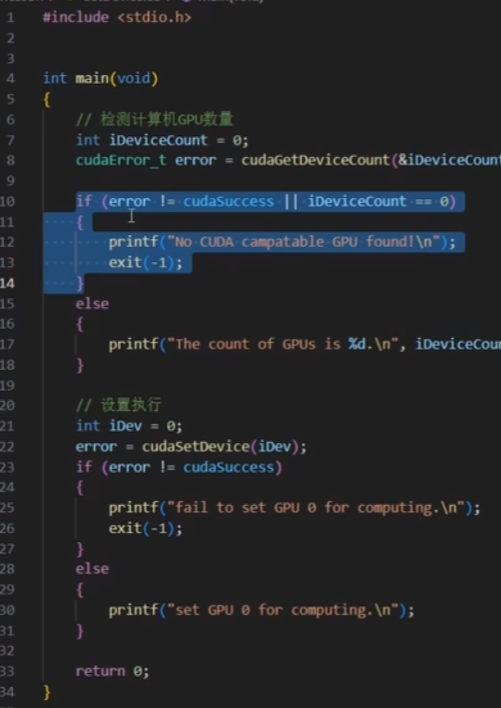 1 #include <stdio.h>
2
3
4 int main(void)
5 {
6 // 检测计算机GPU数量
7 int iDeviceCount = 0;
8 cudaError_t error = cudaGetDeviceCount(&iDeviceCount
9
10 if (error != cudaSuccess || iDeviceCount == 0)
11 {
12 printf("No CUDA campatable GPU found!\n");
13 exit(-1);
14 }
15 else
16 {
17 printf("The count of GPUs is %d.\n", iDeviceCou
18 }
19
20 // 设置执行
21 int iDev = 0;
22 error = cudaSetDevice(iDev);
23 if (error != cudaSuccess)
24 {
25 printf("fail to set GPU 0 for computing.\n");
26 exit(-1);
27 }
28 else
29 {
30 printf("set GPU 0 for computing.\n");
31 }
32
33 return 0;
34 }